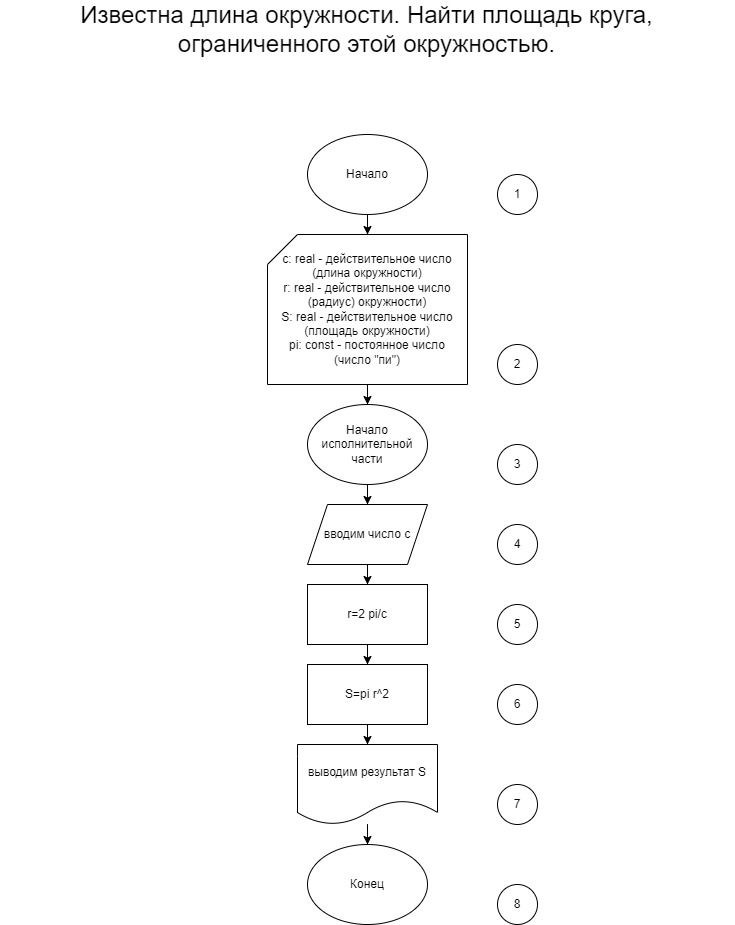 Известна длина окружности. Найти площадь круга,
ограниченного этой окружностью.
Начало
1
c: real - действительное число
(длина окружности)
r: real - действительное число
(радиус) окружности)
S: real - действительное число
(площадь окружности)
pi: const - постоянное число
(число "пи")
2
Начало
исполнительной
части
3
вводим число с
4
r=2 pi/c
5
S=pi r^2
6
выводим результат S
7
Конец
8